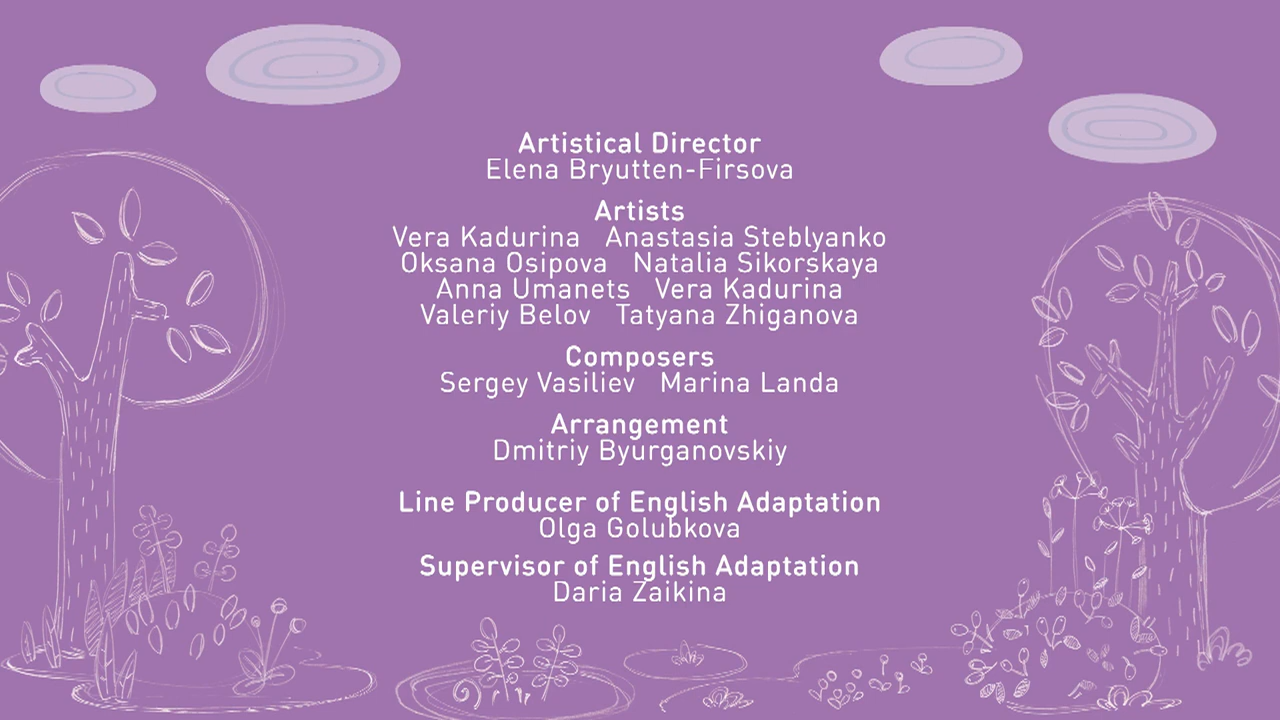 Artistical Director
Elena Bryutten-Firsova
Artists
Vera Kadurina Anastasia Steblyanko
Oksana Osipova Natalia Sikorskaya
Anna Umanets Vera Kadurina
Valeriy Belov Tatyana Zhiganova
Composers
Sergey Vasiliev Marina Landa
Arrangement
Dmitriy Byurganovskiy
Line Producer of English Adaptation
Olga Golubkova
Supervisor of English Adaptation
Daria Zaikina